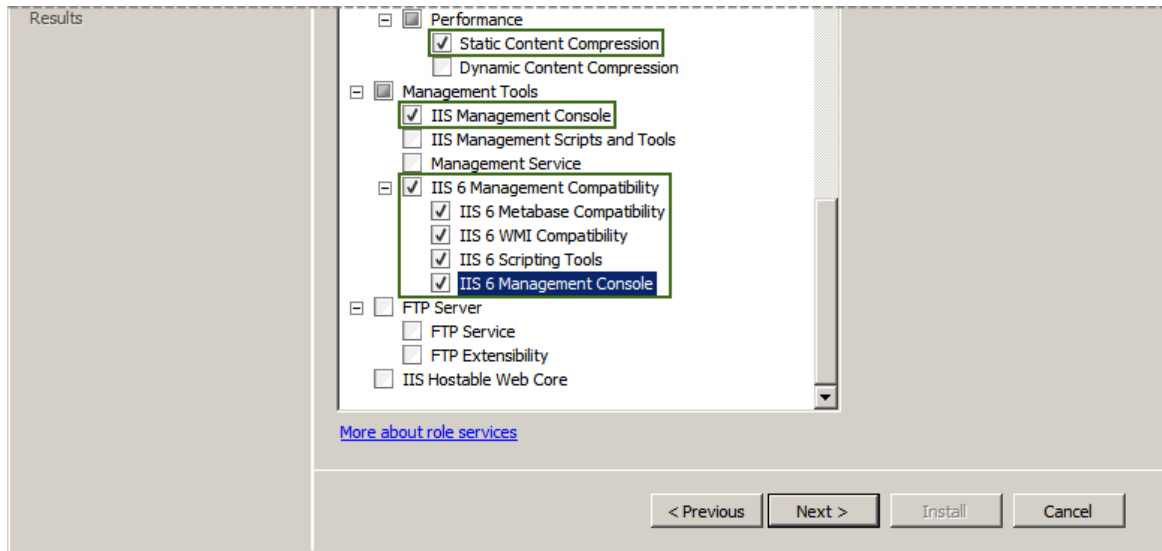 Results
Performance
Static Content Compression
Dynamic Content Compression
Management Tools
IIS Management Console
IIS Management Scripts and Tools
Management Service
IIS 6 Management Compatibility
IIS 6 Metabase Compatibility
IIS 6 WMI Compatibility
IIS 6 Scripting Tools
IIS 6 Management Console
FTP Server
FTP Service
FTP Extensibility
IIS Hostable Web Core
More about role services
< Previous Next > Install Cancel